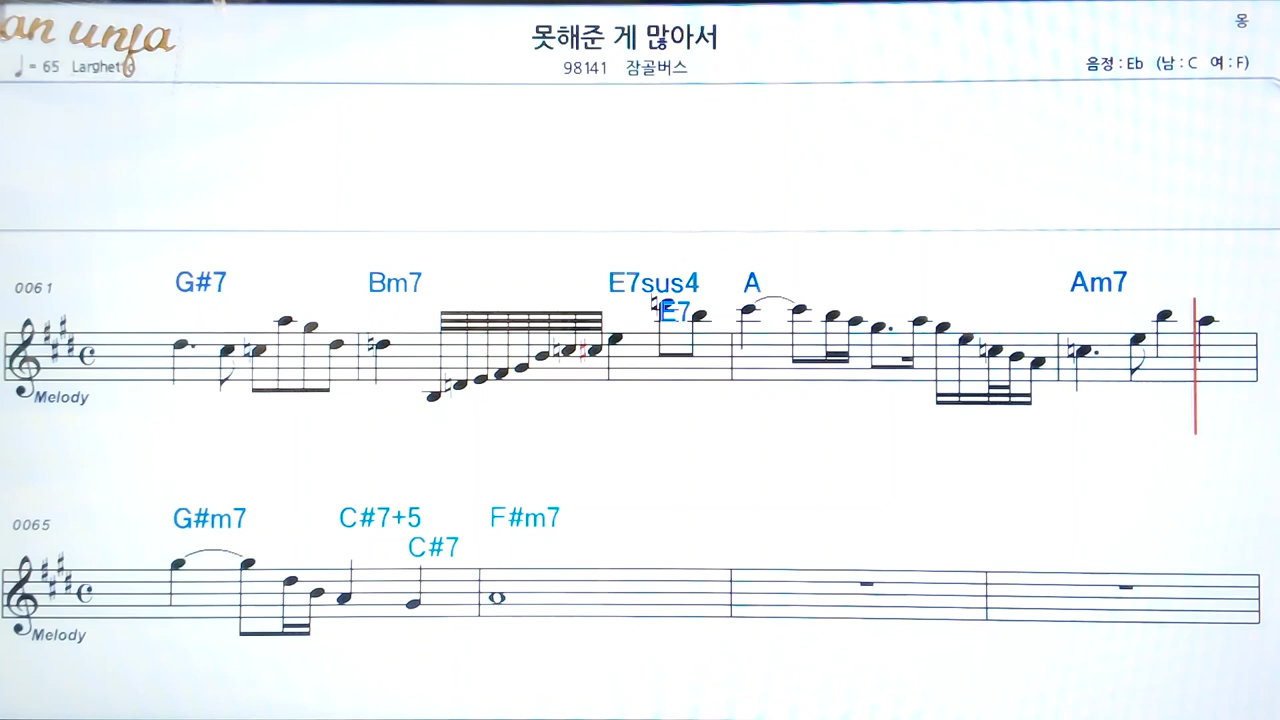 an unfa
못해준 게 많아서
몽
♩= 65 Larghetto
98141 잠골버스
음정 : Eb (남 : C 여 : F)
G#7 Bm7 E7sus4 A Am7
E7
0061
Melody
G#m7 C#7+5 F#m7
0065
C#7
Melody